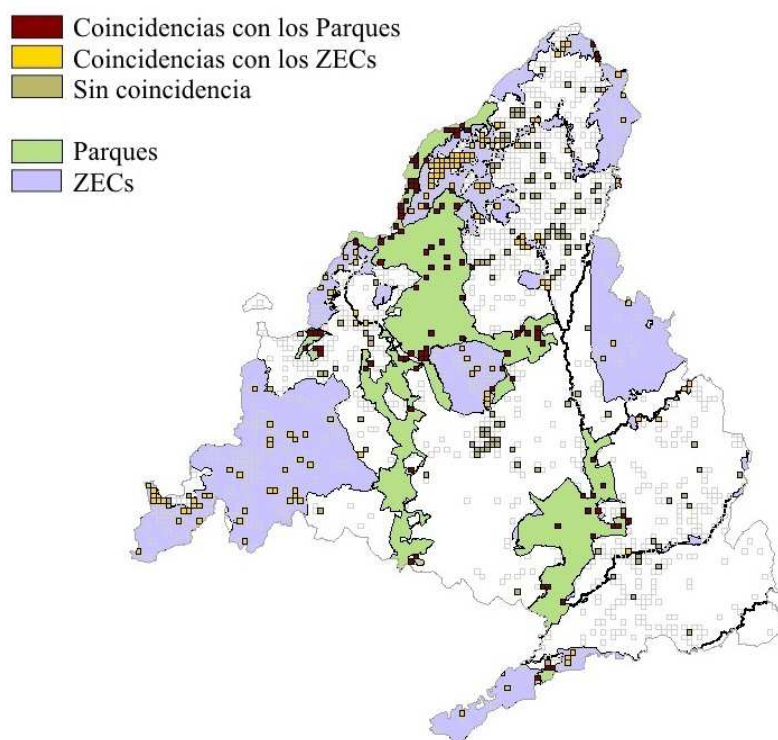 Coincidencias con los Parques
Coincidencias con los ZECs
Sin coincidencia
Parques
ZECs